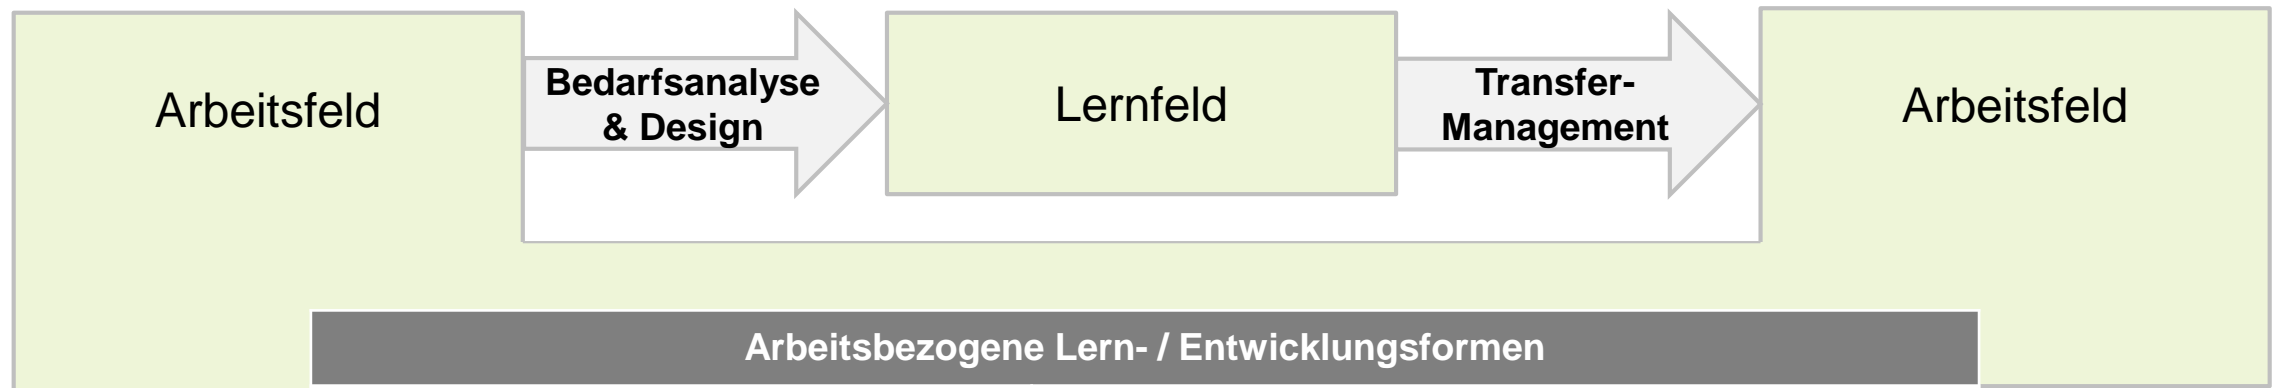 Arbeitsfeld
Bedarfsanalyse
& Design
Lernfeld
Transfer-
Management
Arbeitsfeld
Arbeitsbezogene Lern- / Entwicklungsformen